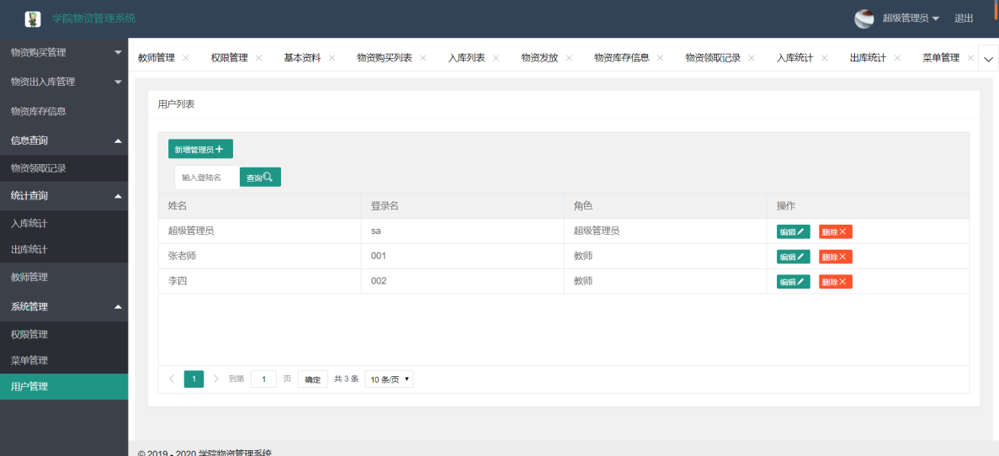 学院物资管理系统
超级管理员 退出
物资购买管理
物资出入库管理
物资库存信息
信息查询
物资领取记录
统计查询
入库统计
出库统计
教师管理
系统管理
权限管理
菜单管理
用户管理
教师管理 权限管理 基本资料 物资购买列表 入库列表 物资发放 物资库存信息 物资领取记录 入库统计 出库统计 菜单管理
用户列表
新增管理员
输入登陆名 查询
姓名 登录名 角色 操作
超级管理员 sa 超级管理员 编辑 删除
张老师 001 教师 编辑 删除
李四 002 教师 编辑 删除
1 到第 1 页 确定 共 3 条 10 条/页
© 2019 - 2020 学院物资管理系统